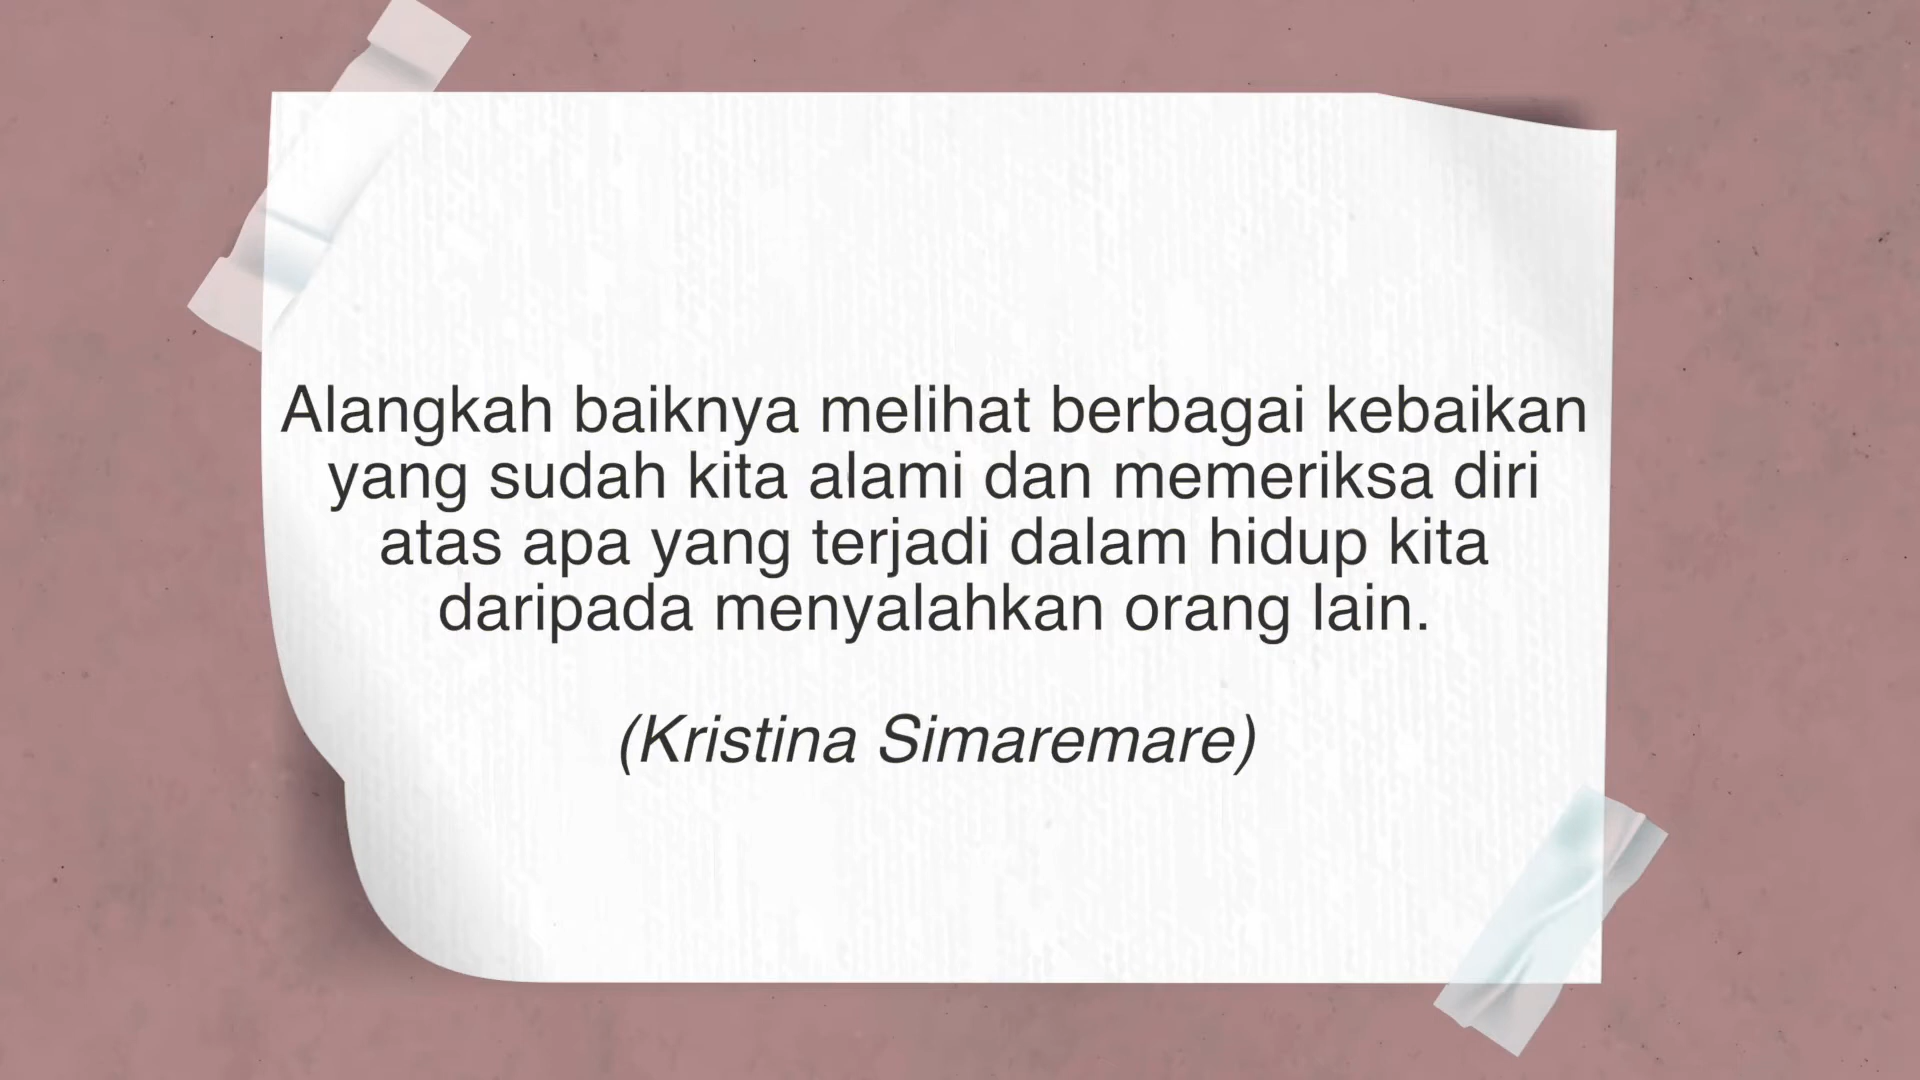 Alangkah baiknya melihat berbagai kebaikan
yang sudah kita alami dan memeriksa diri
atas apa yang terjadi dalam hidup kita
daripada menyalahkan orang lain.
(Kristina Simaremare)